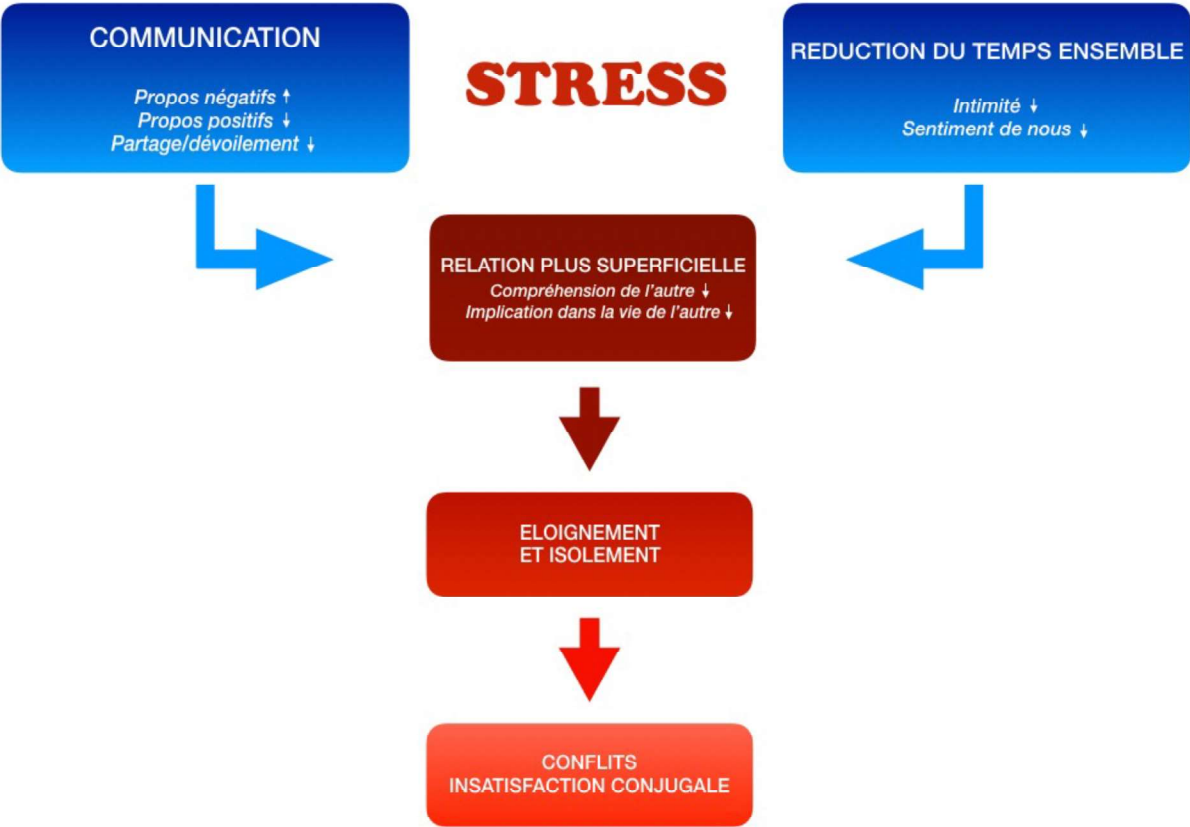 COMMUNICATION
Propos négatifs ↑
Propos positifs ↓
Partage/dévoilement ↓
STRESS
REDUCTION DU TEMPS ENSEMBLE
Intimité ↓
Sentiment de nous ↓
RELATION PLUS SUPERFICIELLE
Compréhension de l'autre ↓
Implication dans la vie de l'autre ↓
ELOIGNEMENT
ET ISOLEMENT
CONFLITS
INSATISFACTION CONJUGALE